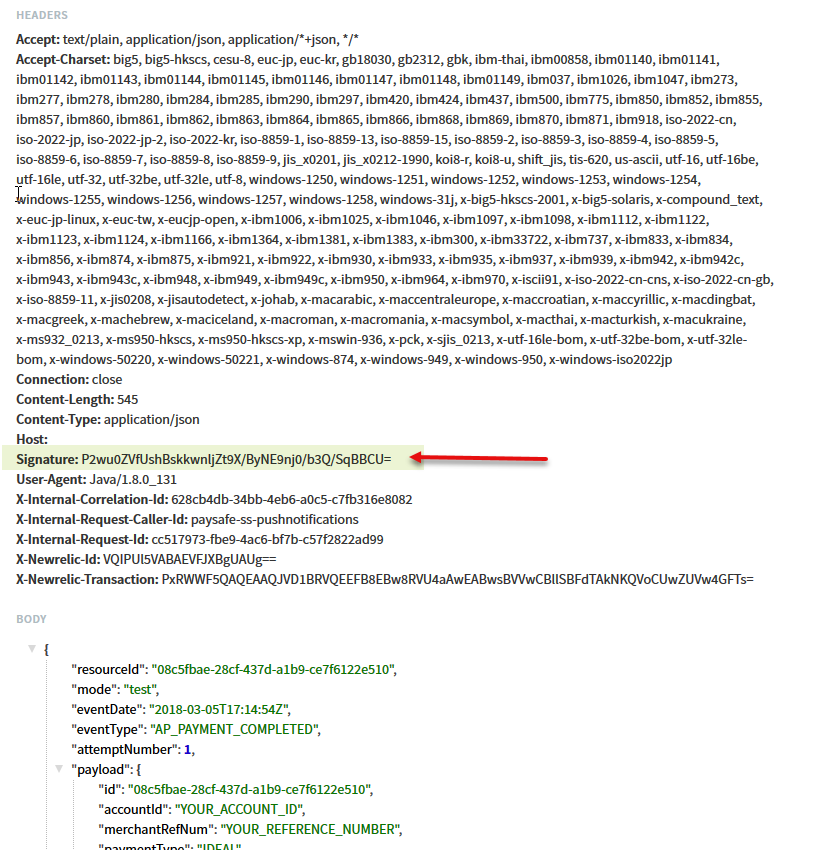 HEADERS
Accept: text/plain, application/json, application/*+json, */*
Accept-Charset: big5, big5-hkscs, cesu-8, euc-jp, euc-kr, gb18030, gb2312, gbk, ibm-thai, ibm00858, ibm01140, ibm01141,
ibm01142, ibm01143, ibm01144, ibm01145, ibm01146, ibm01147, ibm01148, ibm01149, ibm037, ibm1026, ibm1047, ibm273,
ibm277, ibm278, ibm280, ibm284, ibm285, ibm290, ibm297, ibm420, ibm424, ibm437, ibm500, ibm775, ibm850, ibm852, ibm855,
ibm857, ibm860, ibm861, ibm862, ibm863, ibm864, ibm865, ibm866, ibm868, ibm869, ibm870, ibm871, ibm918, iso-2022-cn,
iso-2022-jp, iso-2022-jp-2, iso-2022-kr, iso-8859-1, iso-8859-13, iso-8859-15, iso-8859-2, iso-8859-3, iso-8859-4, iso-8859-5,
iso-8859-6, iso-8859-7, iso-8859-8, iso-8859-9, jis_x0201, jis_x0212-1990, koi8-r, koi8-u, shift_jis, tis-620, us-ascii, utf-16, utf-16be,
utf-16le, utf-32, utf-32be, utf-32le, utf-8, windows-1250, windows-1251, windows-1252, windows-1253, windows-1254,
windows-1255, windows-1256, windows-1257, windows-1258, windows-31j, x-big5-hkscs-2001, x-big5-solaris, x-compound_text,
x-euc-jp-linux, x-euc-tw, x-eucjp-open, x-ibm1006, x-ibm1025, x-ibm1046, x-ibm1097, x-ibm1098, x-ibm1112, x-ibm1122,
x-ibm1123, x-ibm1124, x-ibm1166, x-ibm1364, x-ibm1381, x-ibm1383, x-ibm300, x-ibm33722, x-ibm737, x-ibm833, x-ibm834,
x-ibm856, x-ibm874, x-ibm875, x-ibm921, x-ibm922, x-ibm930, x-ibm933, x-ibm935, x-ibm937, x-ibm939, x-ibm942, x-ibm942c,
x-ibm943, x-ibm943c, x-ibm948, x-ibm949, x-ibm949c, x-ibm950, x-ibm964, x-ibm970, x-iscii91, x-iso-2022-cn-cns, x-iso-2022-cn-gb,
x-iso-8859-11, x-jis0208, x-jisautodetect, x-johab, x-macarabic, x-maccentraleurope, x-maccroatian, x-maccyrillic, x-macdingbat,
x-macgreek, x-machebrew, x-maciceland, x-macroman, x-macromania, x-macsymbol, x-macthai, x-macturkish, x-macukraine,
x-ms932_0213, x-ms950-hkscs, x-ms950-hkscs-xp, x-mswin-936, x-pck, x-sjis_0213, x-utf-16le-bom, x-utf-32be-bom, x-utf-32le-
bom, x-windows-50220, x-windows-50221, x-windows-874, x-windows-949, x-windows-950, x-windows-iso2022jp
Connection: close
Content-Length: 545
Content-Type: application/json
Host:
Signature: P2wu0ZVfUshBskkwnIjZt9X/ByNE9nj0/b3Q/SqBBCU=
User-Agent: Java/1.8.0_131
X-Internal-Correlation-Id: 628cb4db-34bb-4eb6-a0c5-c7fb316e8082
X-Internal-Request-Caller-Id: paysafe-ss-pushnotifications
X-Internal-Request-Id: cc517973-fbe9-4ac6-bf7b-c57f2822ad99
X-Newrelic-Id: VQIPUl5VABAEVFJXBgUAUg==
X-Newrelic-Transaction: PxRWWF5QAQEAAQJVD1BRVQEEFB8EBw8RVU4aAwEABwsBVVwCBllSBFdTAkNKQVoCUwZUVw4GFTs=
BODY
{
"resourceId": "08c5fbae-28cf-437d-a1b9-ce7f6122e510",
"mode": "test",
"eventDate": "2018-03-05T17:14:54Z",
"eventType": "AP_PAYMENT_COMPLETED",
"attemptNumber": 1,
"payload": {
"id": "08c5fbae-28cf-437d-a1b9-ce7f6122e510",
"accountId": "YOUR_ACCOUNT_ID",
"merchantRefNum": "YOUR_REFERENCE_NUMBER",
"paymentType": "IDEAL"